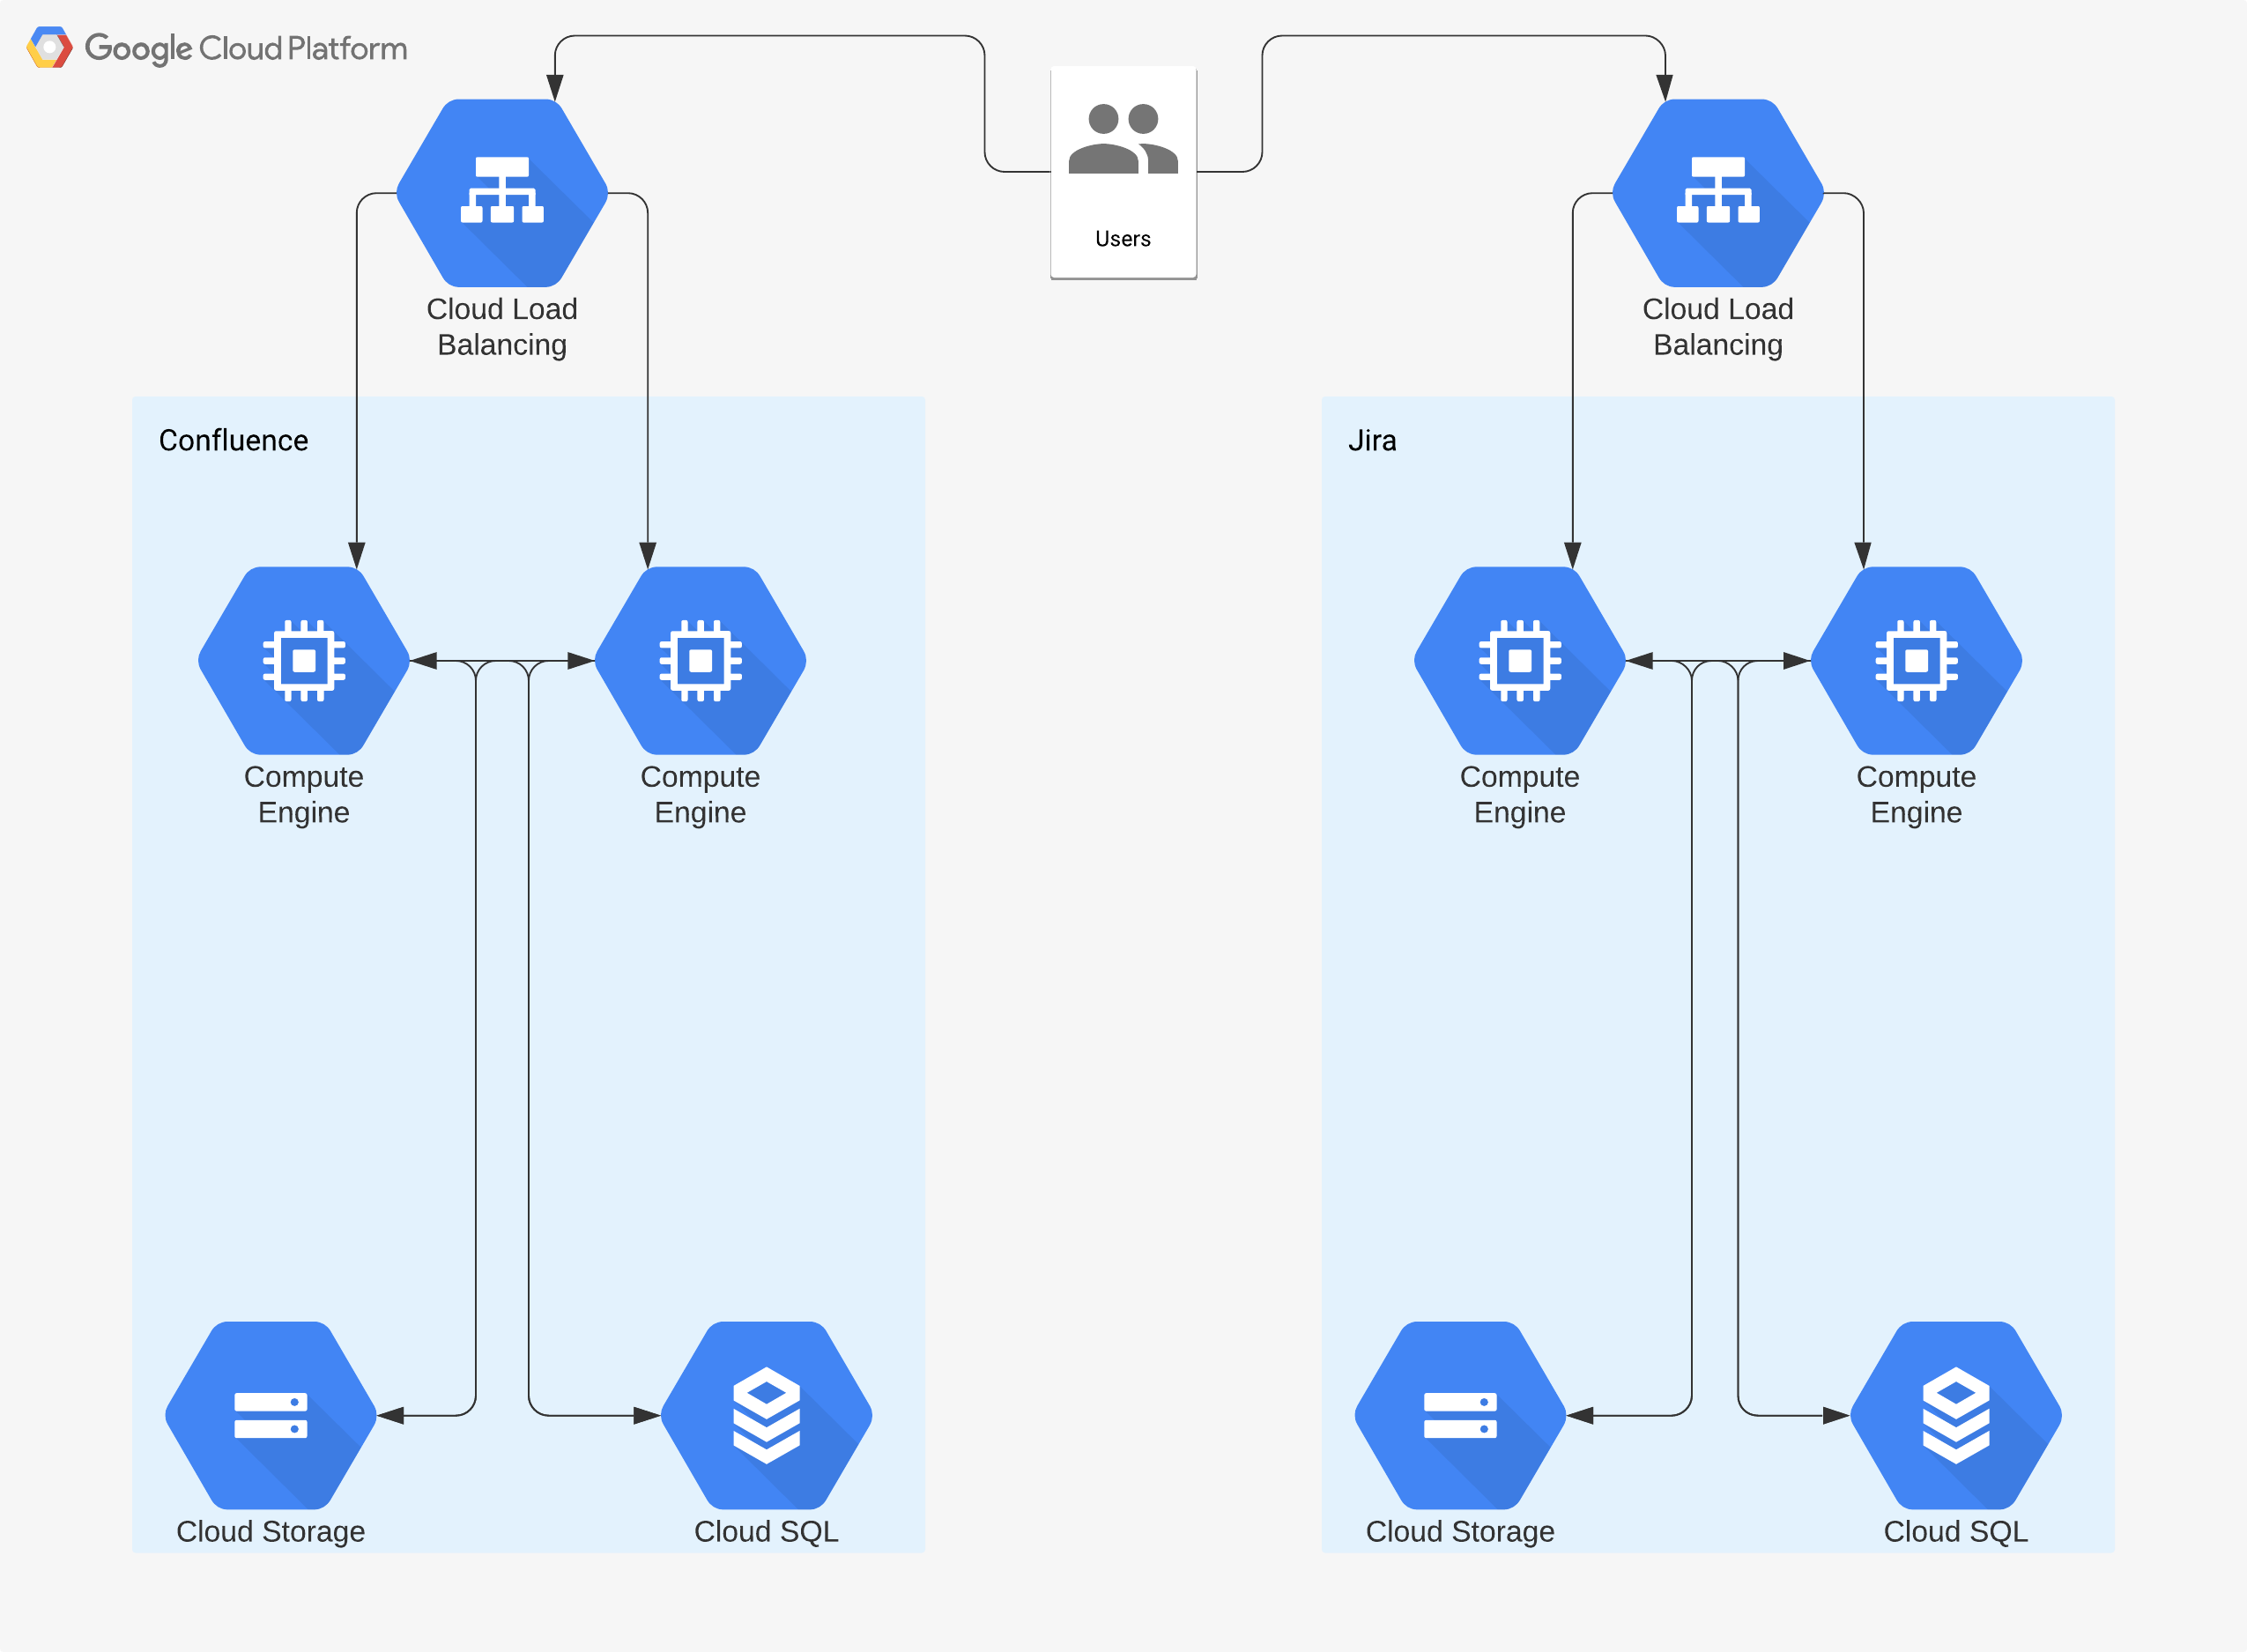 Google Cloud Platform
Users
Cloud Load
Balancing
Cloud Load
Balancing
Confluence
Jira
Compute
Engine
Compute
Engine
Compute
Engine
Compute
Engine
Cloud Storage
Cloud SQL
Cloud Storage
Cloud SQL